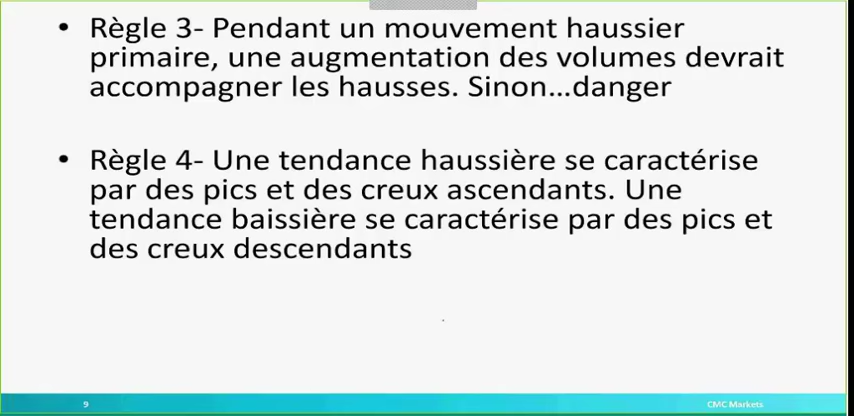 • Règle 3- Pendant un mouvement haussier
primaire, une augmentation des volumes devrait
accompagner les hausses. Sinon...danger
• Règle 4- Une tendance haussière se caractérise
par des pics et des creux ascendants. Une
tendance baissière se caractérise par des pics et
des creux descendants
9
CMC Markets